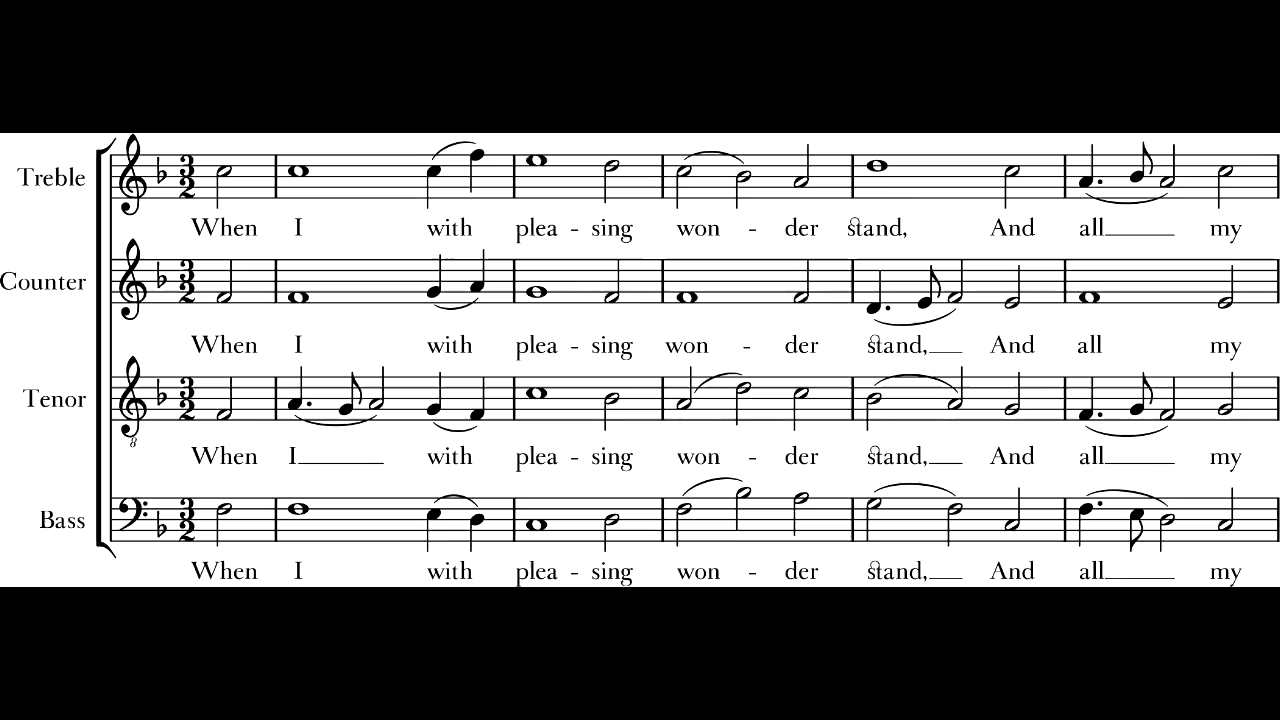 Treble
When I with plea - sing won - der stand, And all my
Counter
When I with plea - sing won - der stand, And all my
Tenor
8
When I with plea - sing won - der stand, And all my
Bass
When I with plea - sing won - der stand, And all my